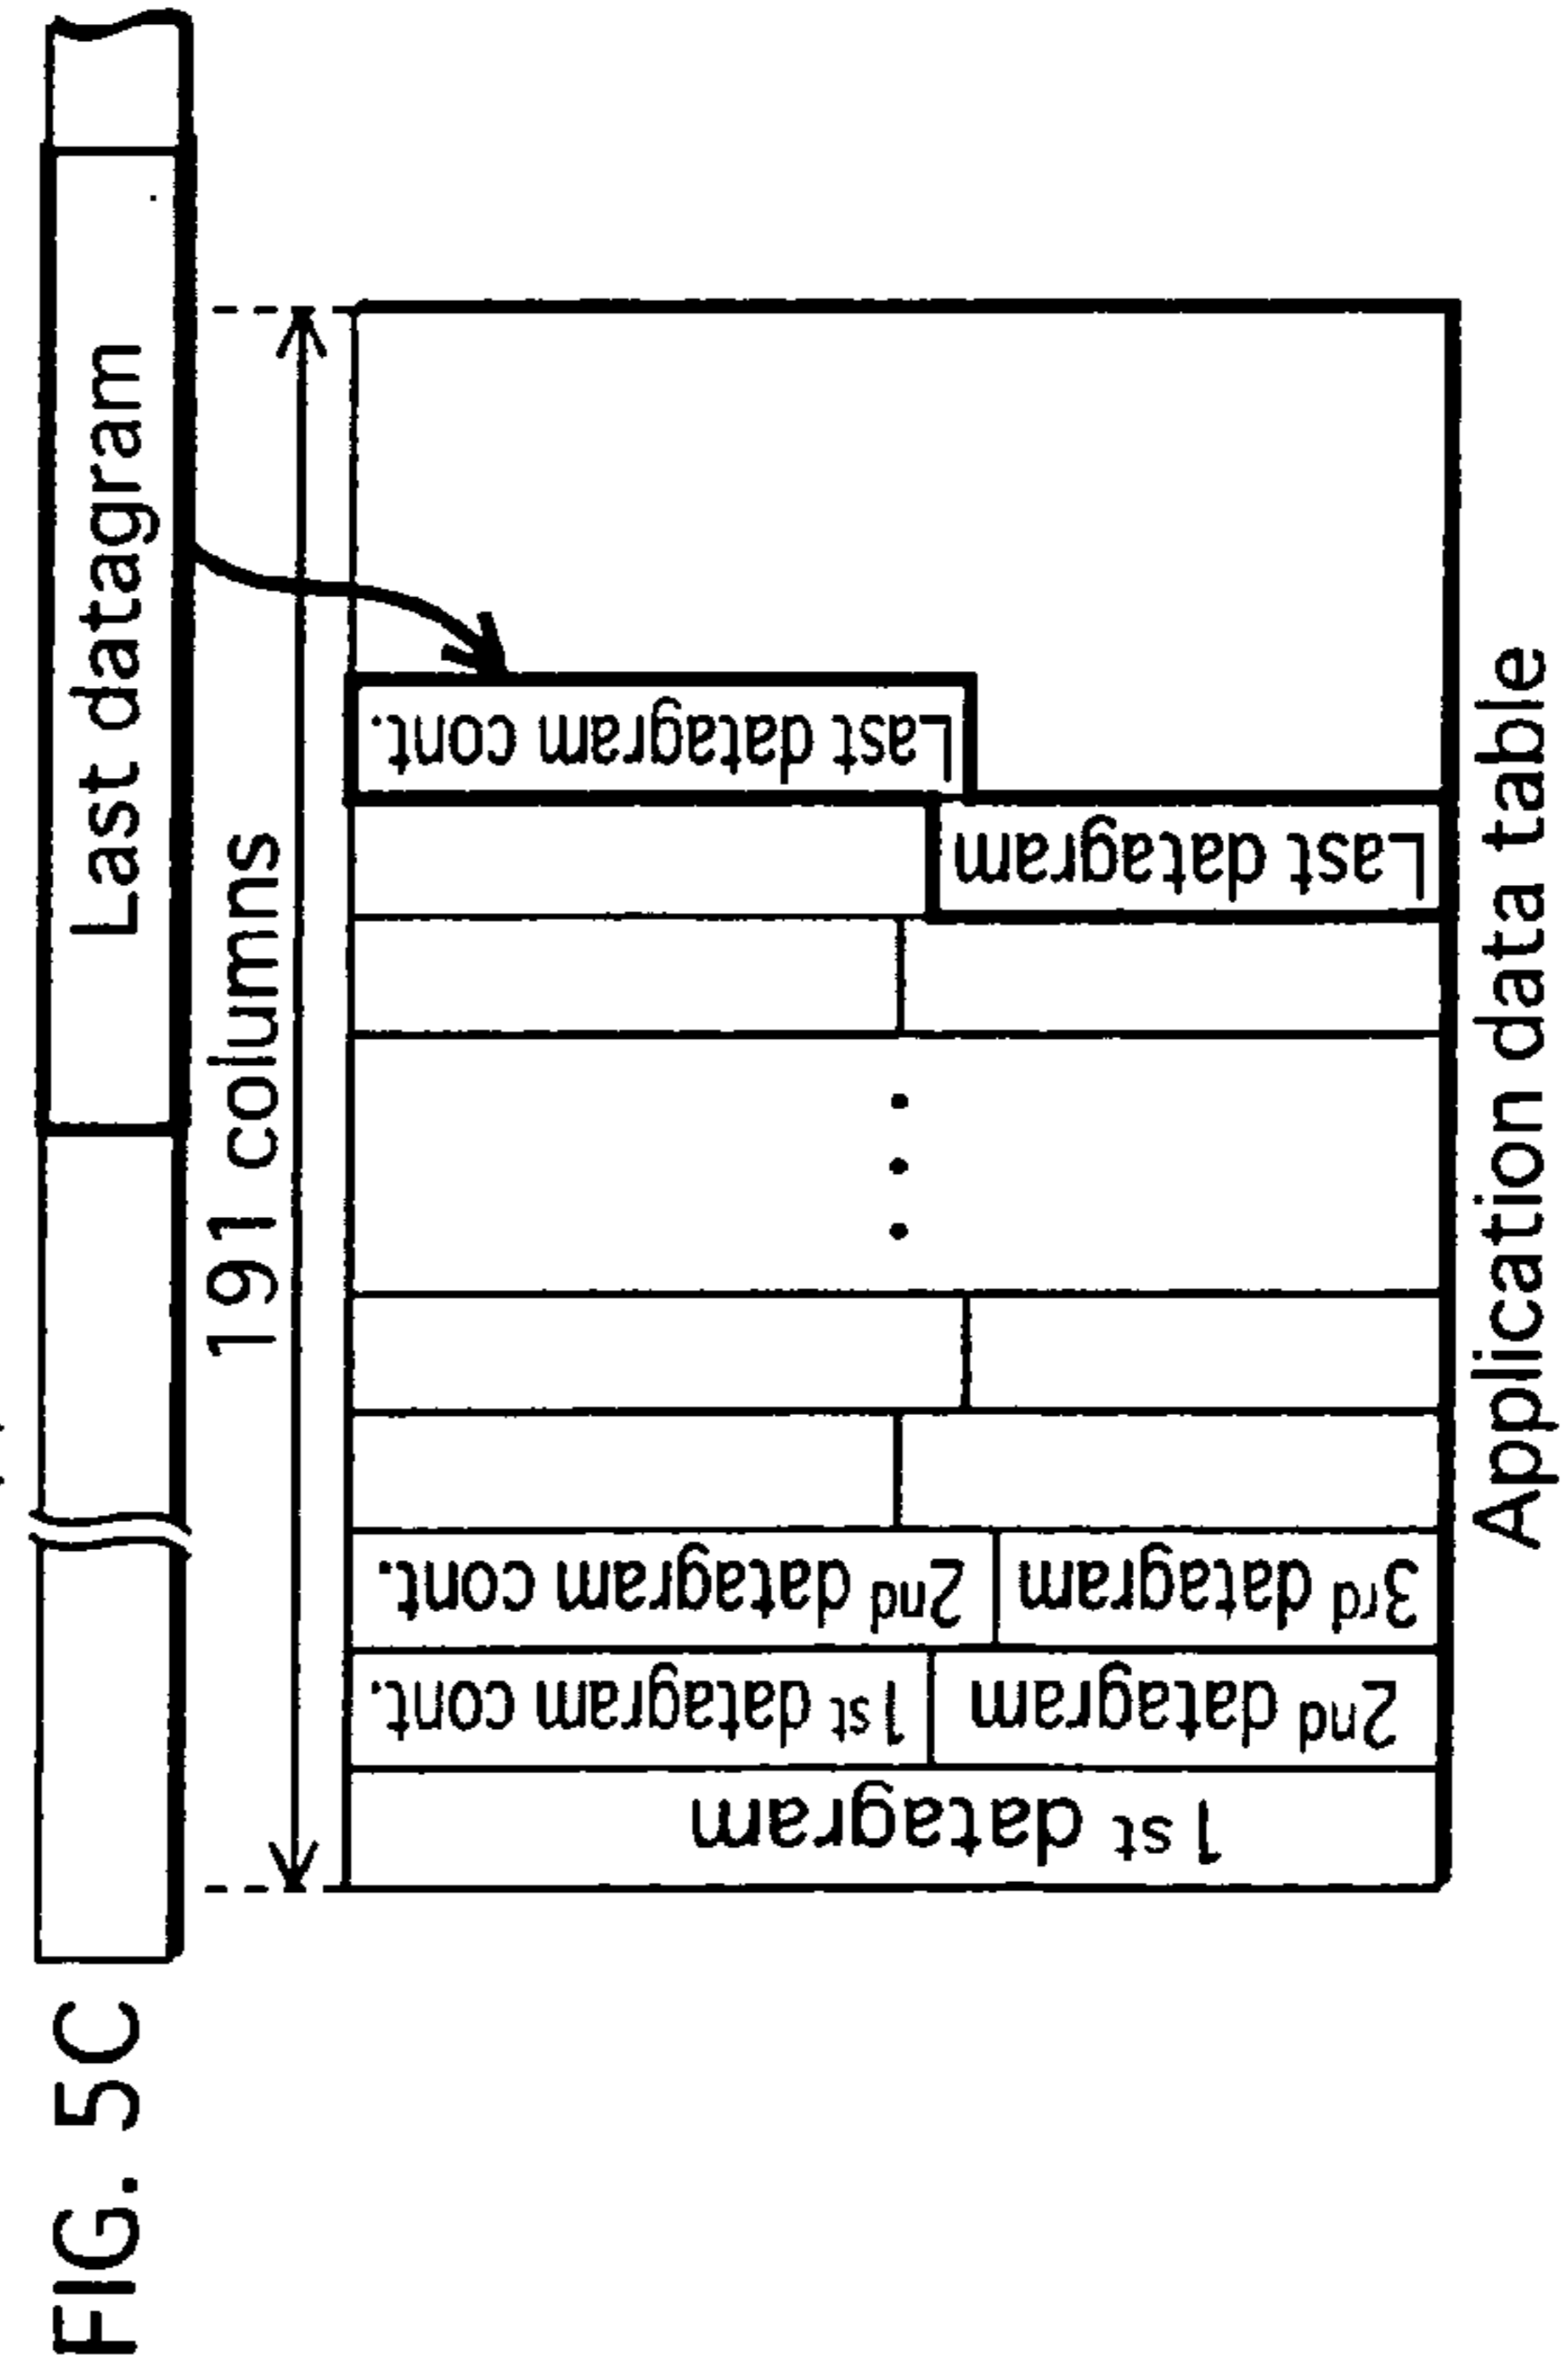 FIG. 5C
Last datagram
191 columns
1st datagram
1st datagram cont.
2nd datagram
2nd datagram cont.
3rd datagram
Last datagram
Last datagram cont.
Application data table